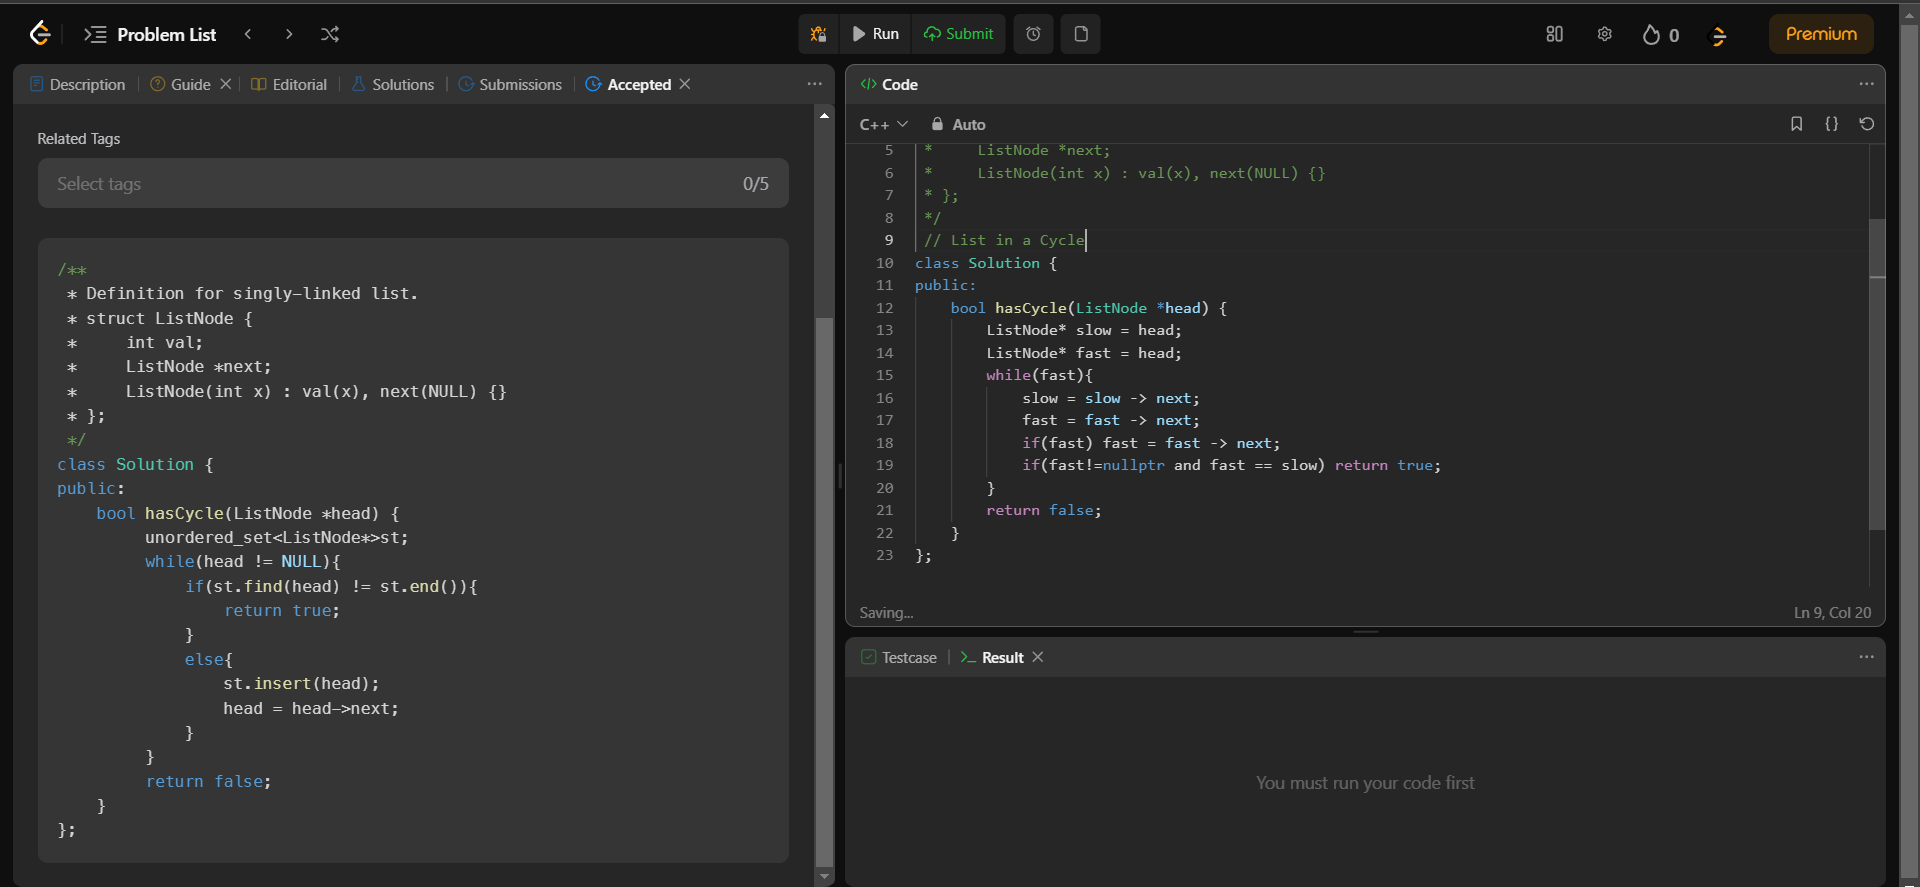 Problem List
Run
Submit
0
Premium
Description
Guide
Editorial
Solutions
Submissions
Accepted
Related Tags
Select tags
0/5
/**
 * Definition for singly-linked list.
 * struct ListNode {
 *     int val;
 *     ListNode *next;
 *     ListNode(int x) : val(x), next(NULL) {}
 * };
 */
class Solution {
public:
    bool hasCycle(ListNode *head) {
         unordered_set<ListNode*>st;
         while(head != NULL){
             if(st.find(head) != st.end()){
                 return true;
             }
             else{
                 st.insert(head);
                 head = head->next;
             }
         }
         return false;
    }
};
Code
C++
Auto
5  *     ListNode *next;
6  *     ListNode(int x) : val(x), next(NULL) {}
7  * };
8  */
9  // List in a Cycle
10 class Solution {
11 public:
12     bool hasCycle(ListNode *head) {
13         ListNode* slow = head;
14         ListNode* fast = head;
15         while(fast){
16             slow = slow -> next;
17             fast = fast -> next;
18             if(fast) fast = fast -> next;
19             if(fast!=nullptr and fast == slow) return true;
20         }
21         return false;
22     }
23 };
Saving...
Ln 9, Col 20
Testcase
Result
You must run your code first